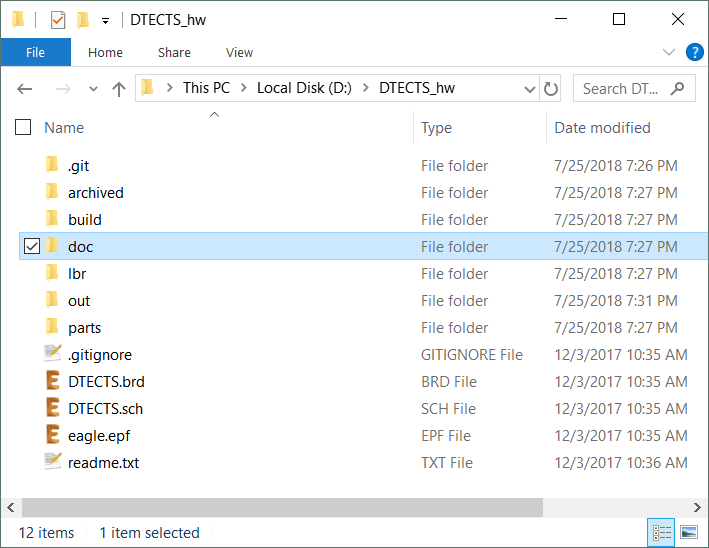 DTECTS_hw
File Home Share View
This PC Local Disk (D:) DTECTS_hw Search DT...
Name Type Date modified
.git File folder 7/25/2018 7:26 PM
archived File folder 7/25/2018 7:27 PM
build File folder 7/25/2018 7:27 PM
doc File folder 7/25/2018 7:27 PM
lbr File folder 7/25/2018 7:27 PM
out File folder 7/25/2018 7:31 PM
parts File folder 7/25/2018 7:27 PM
.gitignore GITIGNORE File 12/3/2017 10:35 AM
DTECTS.brd BRD File 12/3/2017 10:35 AM
DTECTS.sch SCH File 12/3/2017 10:35 AM
eagle.epf EPF File 12/3/2017 10:35 AM
readme.txt TXT File 12/3/2017 10:36 AM
12 items 1 item selected